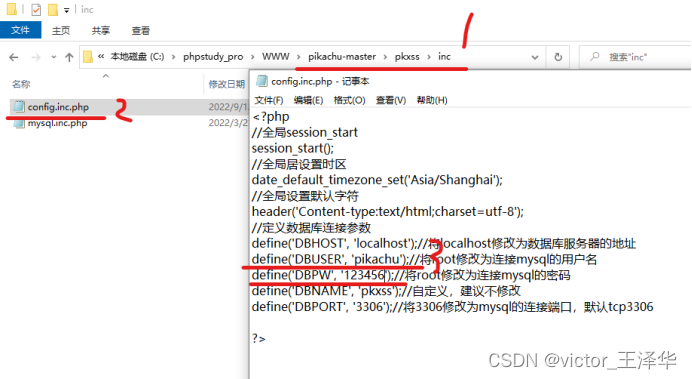 inc
文件
主页
共享
查看
« 本地磁盘 (C:) › phpstudy_pro › WWW › pikachu-master › pkxss › inc
搜索"inc"
名称
修改日期
config.inc.php
2022/9/1
mysql.inc.php
2022/3/2
1
2
3
config.inc.php - 记事本
文件(F) 编辑(E) 格式(O) 查看(V) 帮助(H)
<?php
//全局session_start
session_start();
//全局居设置时区
date_default_timezone_set('Asia/Shanghai');
//全局设置默认字符
header('Content-type:text/html;charset=utf-8');
//定义数据库连接参数
define('DBHOST', 'localhost');//将localhost修改为数据库服务器的地址
define('DBUSER', 'pikachu');//将root修改为连接mysql的用户名
define('DBPW', '123456');//将root修改为连接mysql的密码
define('DBNAME', 'pkxss');//自定义，建议不修改
define('DBPORT', '3306');//将3306修改为mysql的连接端口，默认tcp3306
?>
CSDN @victor_王泽华